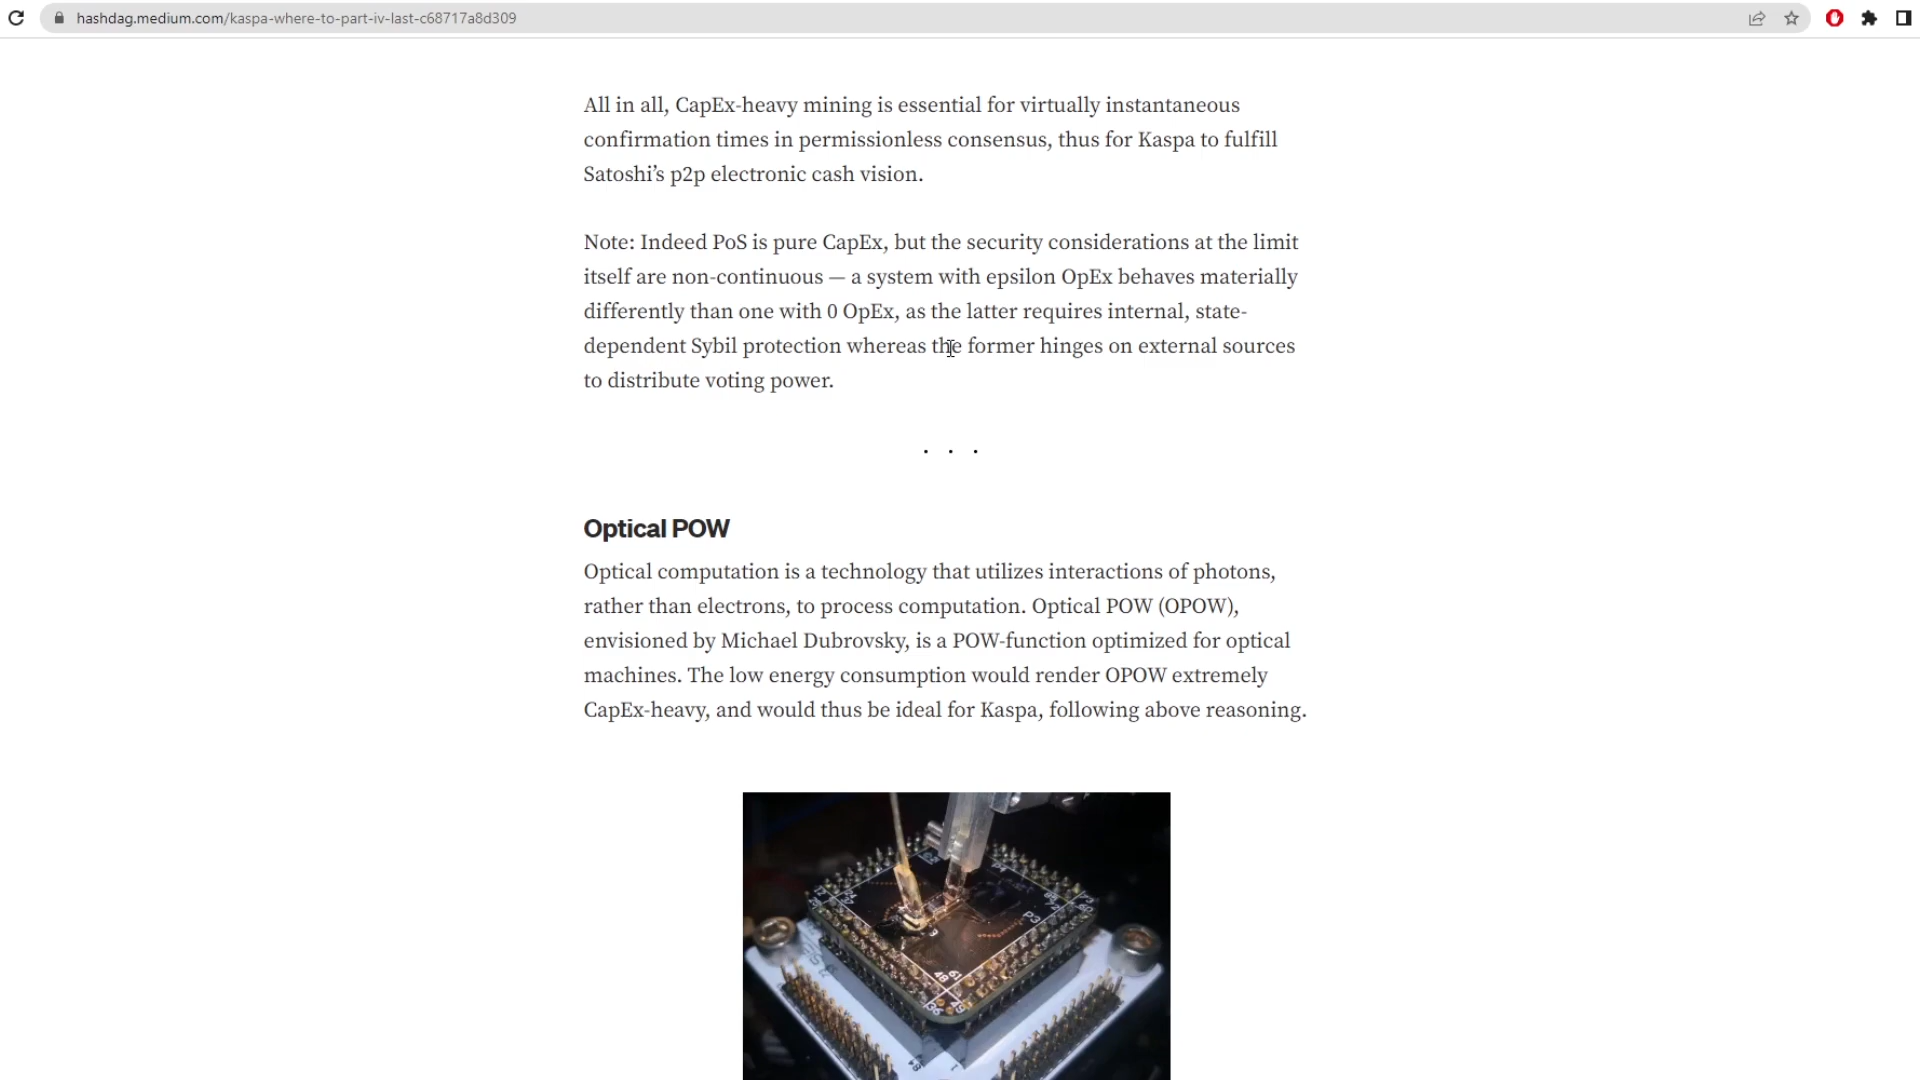 hashdag.medium.com/kaspa-where-to-part-iv-last-c68717a8d309
All in all, CapEx-heavy mining is essential for virtually instantaneous
confirmation times in permissionless consensus, thus for Kaspa to fulfill
Satoshi’s p2p electronic cash vision.
Note: Indeed PoS is pure CapEx, but the security considerations at the limit
itself are non-continuous — a system with epsilon OpEx behaves materially
differently than one with 0 OpEx, as the latter requires internal, state-
dependent Sybil protection whereas the former hinges on external sources
to distribute voting power.
. . .
Optical POW
Optical computation is a technology that utilizes interactions of photons,
rather than electrons, to process computation. Optical POW (OPOW),
envisioned by Michael Dubrovsky, is a POW-function optimized for optical
machines. The low energy consumption would render OPOW extremely
CapEx-heavy, and would thus be ideal for Kaspa, following above reasoning.
P3